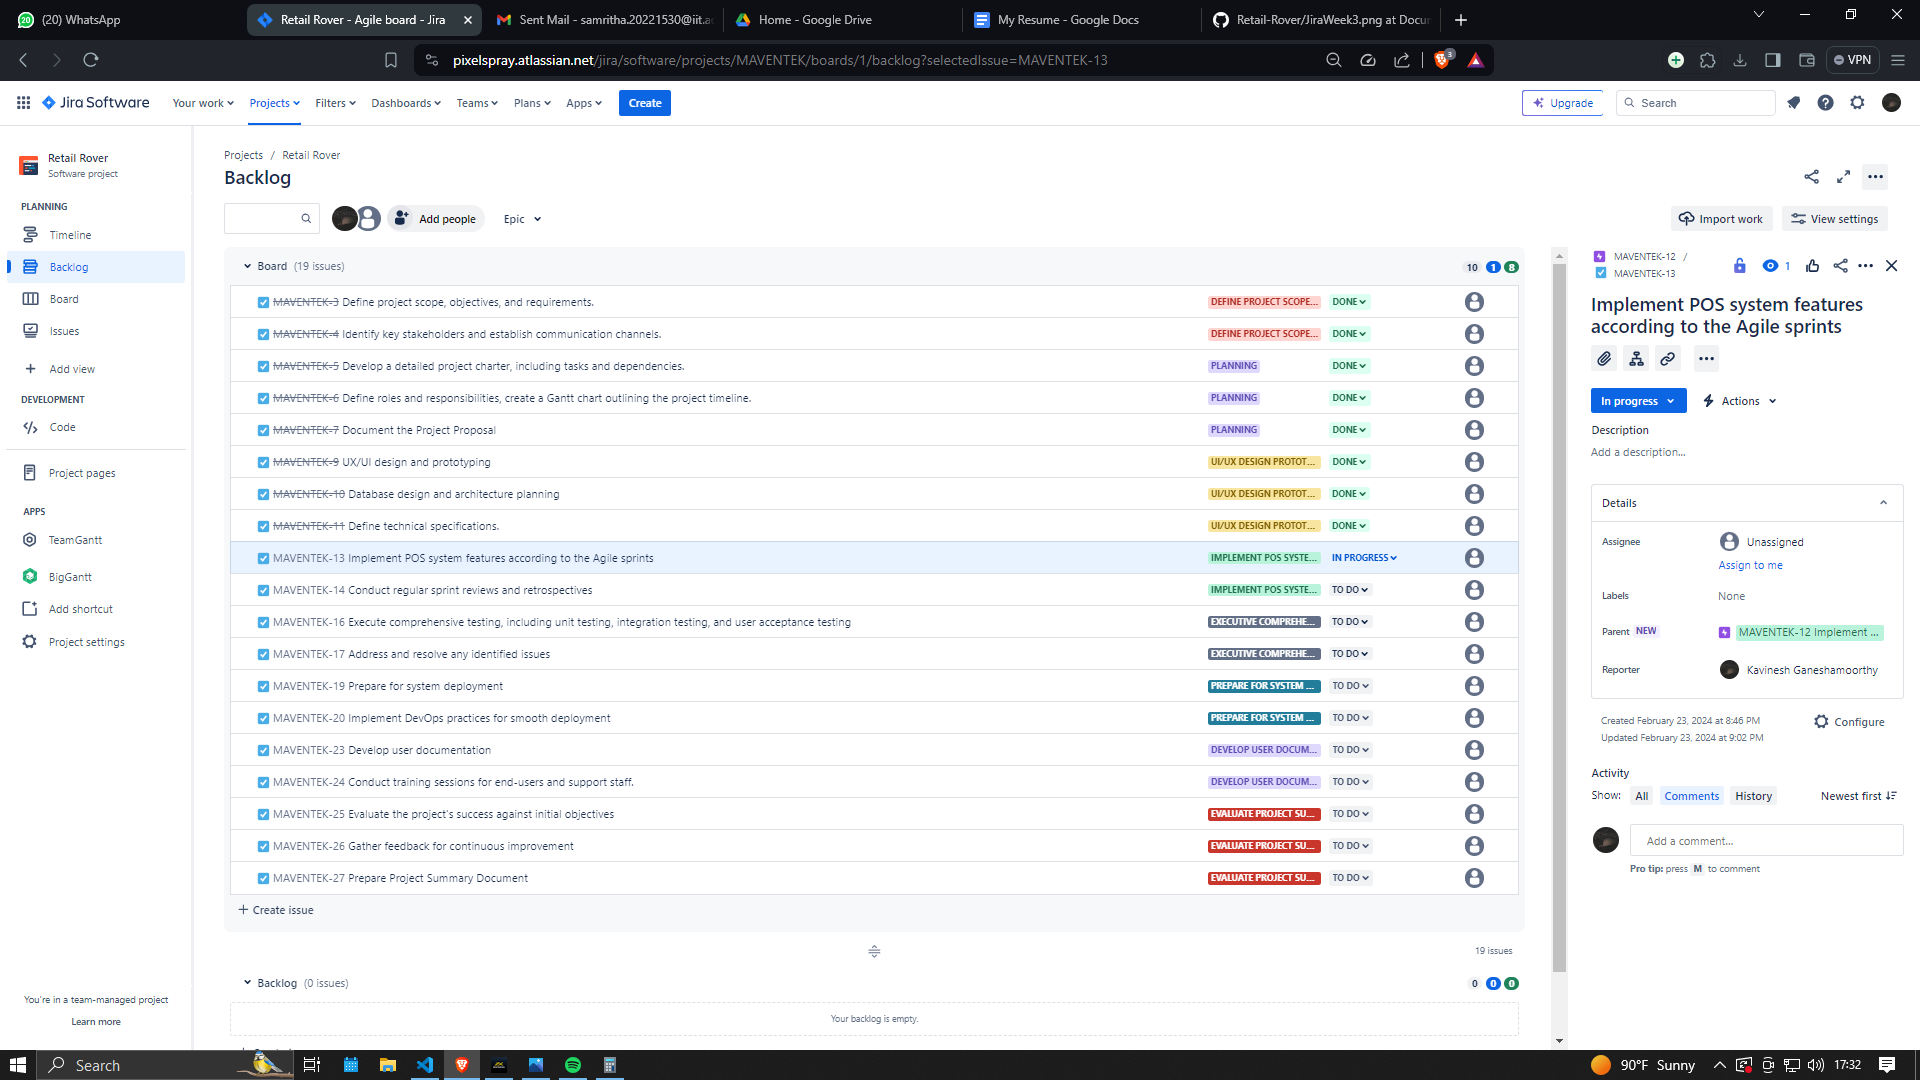 (20) WhatsApp
Retail Rover - Agile board - Jira
Sent Mail - samritha.20221530@iit.a
Home - Google Drive
My Resume - Google Docs
Retail-Rover/JiraWeek3.png at Docu
pixelspray.atlassian.net/jira/software/projects/MAVENTEK/boards/1/backlog?selectedIssue=MAVENTEK-13
3
VPN
Jira Software
Your work
Projects
Filters
Dashboards
Teams
Plans
Apps
Create
Upgrade
Search
Retail Rover
Software project
PLANNING
Timeline
Backlog
Board
Issues
Add view
DEVELOPMENT
Code
Project pages
APPS
TeamGantt
BigGantt
Add shortcut
Project settings
You're in a team-managed project
Learn more
Projects / Retail Rover
Backlog
Add people
Epic
Import work
View settings
Board (19 issues) 10 1 8
MAVENTEK-3 Define project scope, objectives, and requirements. DEFINE PROJECT SCOPE... DONE
MAVENTEK-4 Identify key stakeholders and establish communication channels. DEFINE PROJECT SCOPE... DONE
MAVENTEK-5 Develop a detailed project charter, including tasks and dependencies. PLANNING DONE
MAVENTEK-6 Define roles and responsibilities, create a Gantt chart outlining the project timeline. PLANNING DONE
MAVENTEK-7 Document the Project Proposal PLANNING DONE
MAVENTEK-9 UX/UI design and prototyping UI/UX DESIGN PROTOT... DONE
MAVENTEK-10 Database design and architecture planning UI/UX DESIGN PROTOT... DONE
MAVENTEK-11 Define technical specifications. UI/UX DESIGN PROTOT... DONE
MAVENTEK-13 Implement POS system features according to the Agile sprints IMPLEMENT POS SYSTE... IN PROGRESS
MAVENTEK-14 Conduct regular sprint reviews and retrospectives IMPLEMENT POS SYSTE... TO DO
MAVENTEK-16 Execute comprehensive testing, including unit testing, integration testing, and user acceptance testing EXECUTIVE COMPREHE... TO DO
MAVENTEK-17 Address and resolve any identified issues EXECUTIVE COMPREHE... TO DO
MAVENTEK-19 Prepare for system deployment PREPARE FOR SYSTEM ... TO DO
MAVENTEK-20 Implement DevOps practices for smooth deployment PREPARE FOR SYSTEM ... TO DO
MAVENTEK-23 Develop user documentation DEVELOP USER DOCUM... TO DO
MAVENTEK-24 Conduct training sessions for end-users and support staff. DEVELOP USER DOCUM... TO DO
MAVENTEK-25 Evaluate the project's success against initial objectives EVALUATE PROJECT SU... TO DO
MAVENTEK-26 Gather feedback for continuous improvement EVALUATE PROJECT SU... TO DO
MAVENTEK-27 Prepare Project Summary Document EVALUATE PROJECT SU... TO DO
+ Create issue
19 issues
Backlog (0 issues) 0 0 0
Your backlog is empty.
MAVENTEK-12 /
MAVENTEK-13
1
Implement POS system features
according to the Agile sprints
In progress
Actions
Description
Add a description...
Details
Assignee Unassigned
Assign to me
Labels None
Parent NEW MAVENTEK-12 Implement ...
Reporter Kavinesh Ganeshamoorthy
Created February 23, 2024 at 8:46 PM
Updated February 23, 2024 at 9:02 PM
Configure
Activity
Show: All Comments History Newest first
Add a comment...
Pro tip: press M to comment
Search
90°F Sunny
17:32